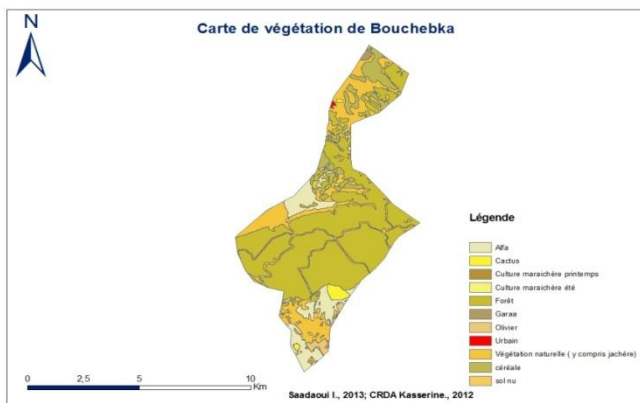 N
Carte de végétation de Bouchebka
Légende
Alfa
Cactus
Culture maraichère printemps
Culture maraichère été
Forêt
Garaa
Olivier
Urbain
Végétation naturelle ( y compris jachère)
céréale
sol nu
0 2,5 5 10
Km
Saadaoui I., 2013; CRDA Kasserine., 2012